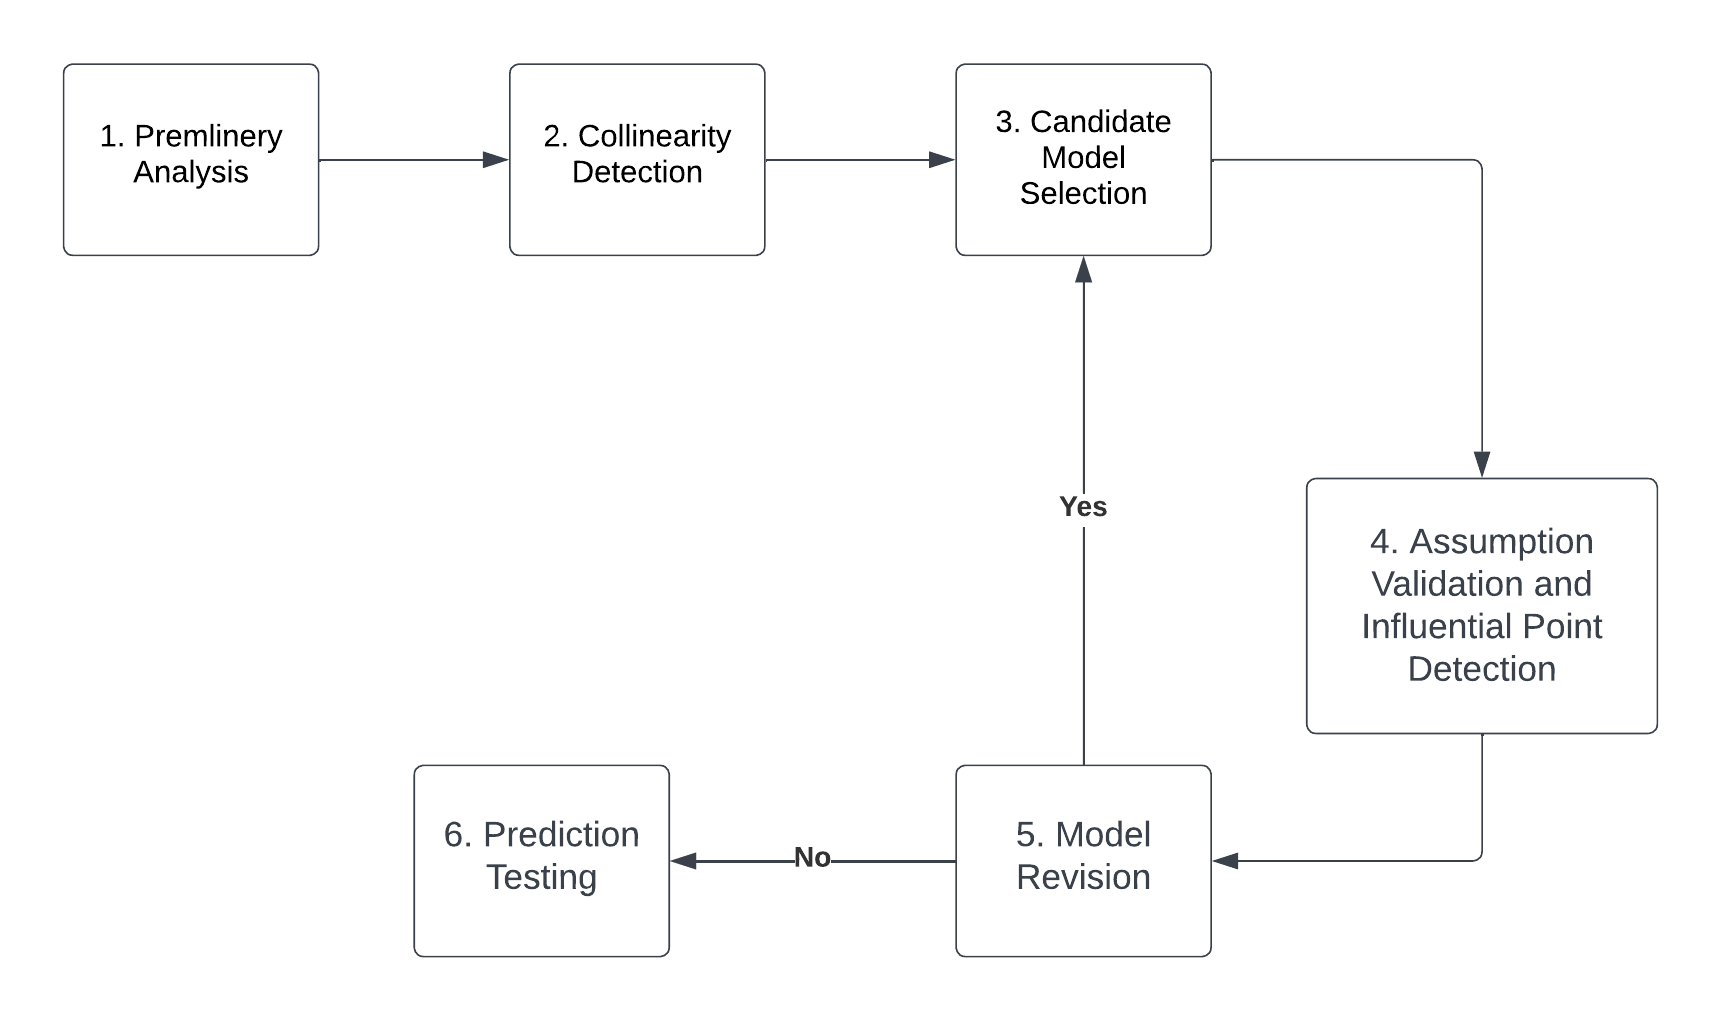 1. Premlinery
Analysis
2. Collinearity
Detection
3. Candidate
Model
Selection
Yes
4. Assumption
Validation and
Influential Point
Detection
5. Model
Revision
No
6. Prediction
Testing